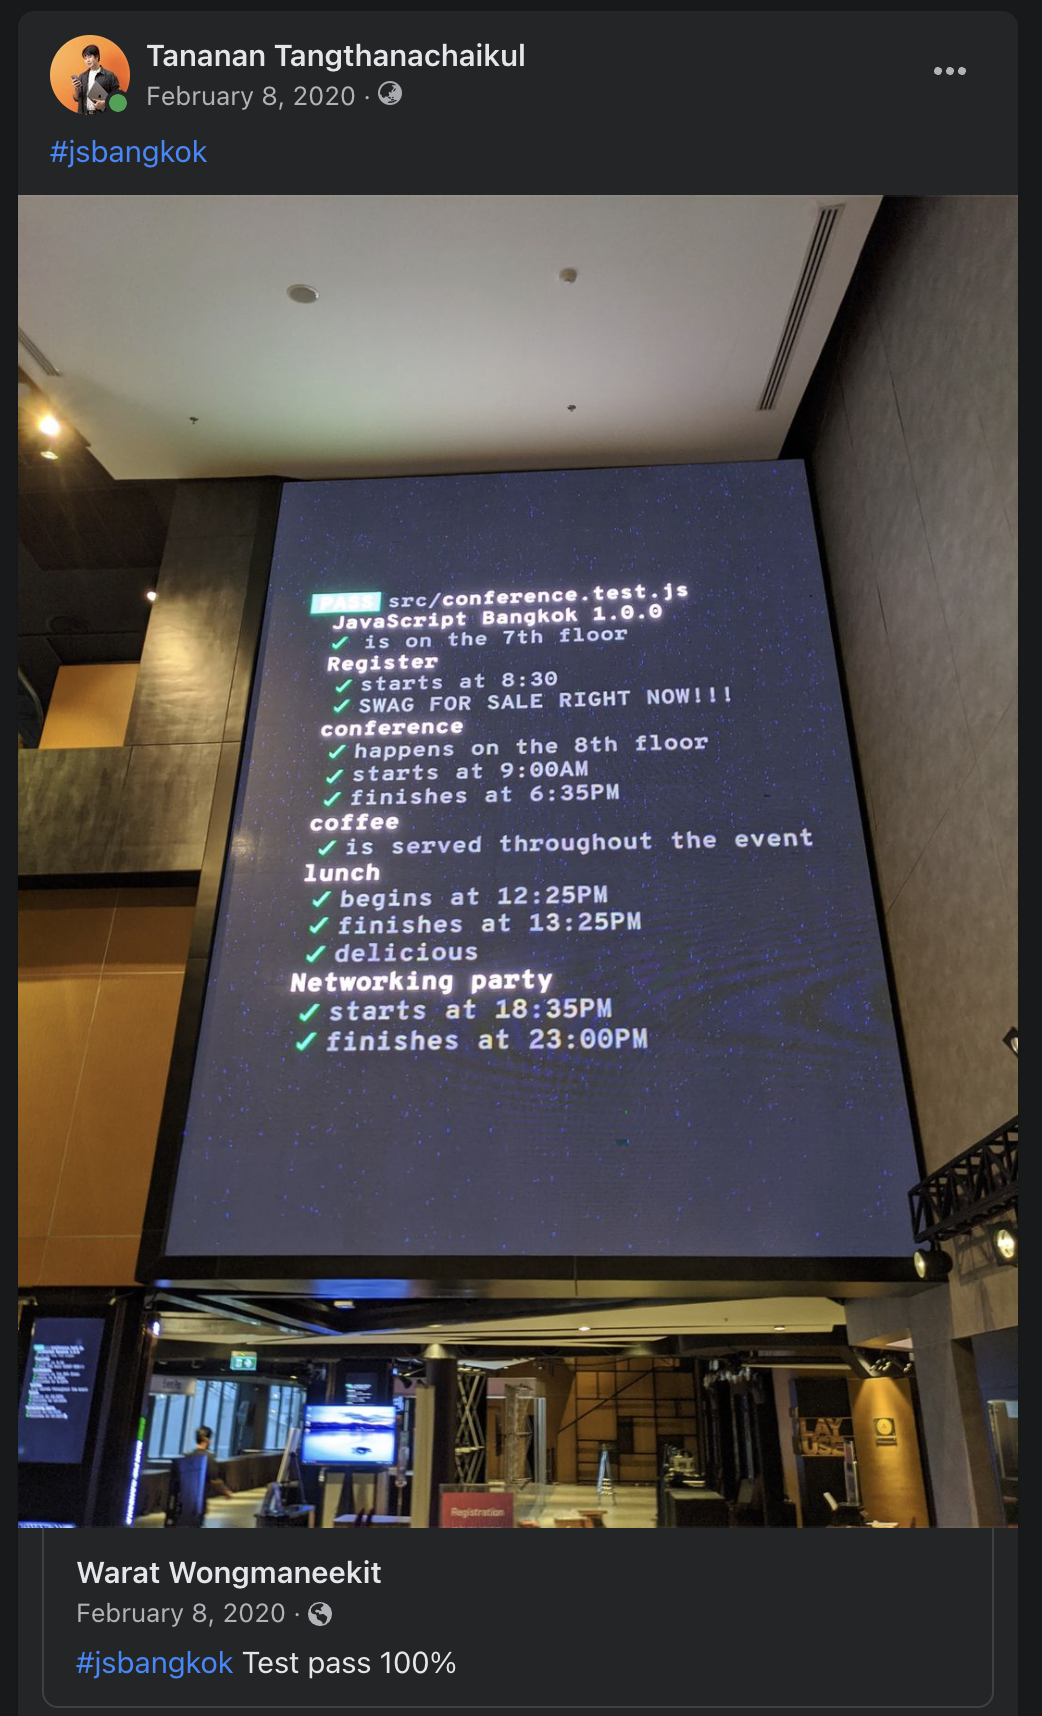 Tananan Tangthanachaikul
February 8, 2020 ·
#jsbangkok
PASS src/conference.test.js
JavaScript Bangkok 1.0.0
✓ is on the 7th floor
Register
✓ starts at 8:30
✓ SWAG FOR SALE RIGHT NOW!!!
conference
✓ happens on the 8th floor
✓ starts at 9:00AM
✓ finishes at 6:35PM
coffee
✓ is served throughout the event
lunch
✓ begins at 12:25PM
✓ finishes at 13:25PM
✓ delicious
Networking party
✓ starts at 18:35PM
✓ finishes at 23:00PM
Registration
Warat Wongmaneekit
February 8, 2020 ·
#jsbangkok Test pass 100%